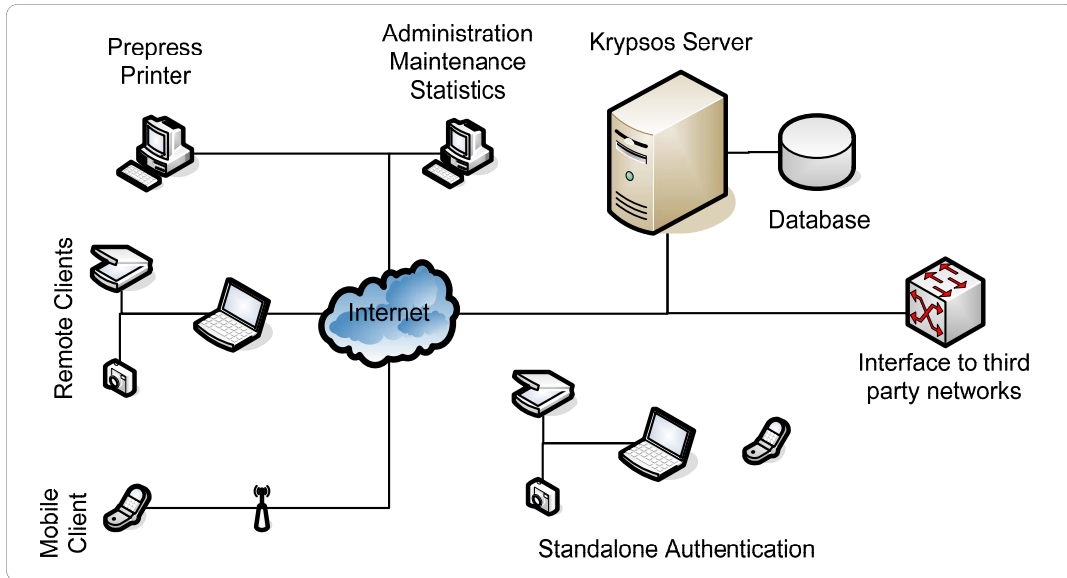 Prepress
Printer
Administration
Maintenance
Statistics
Krypsos Server
Database
Remote Clients
Internet
Interface to third
party networks
Mobile
Client
Standalone Authentication